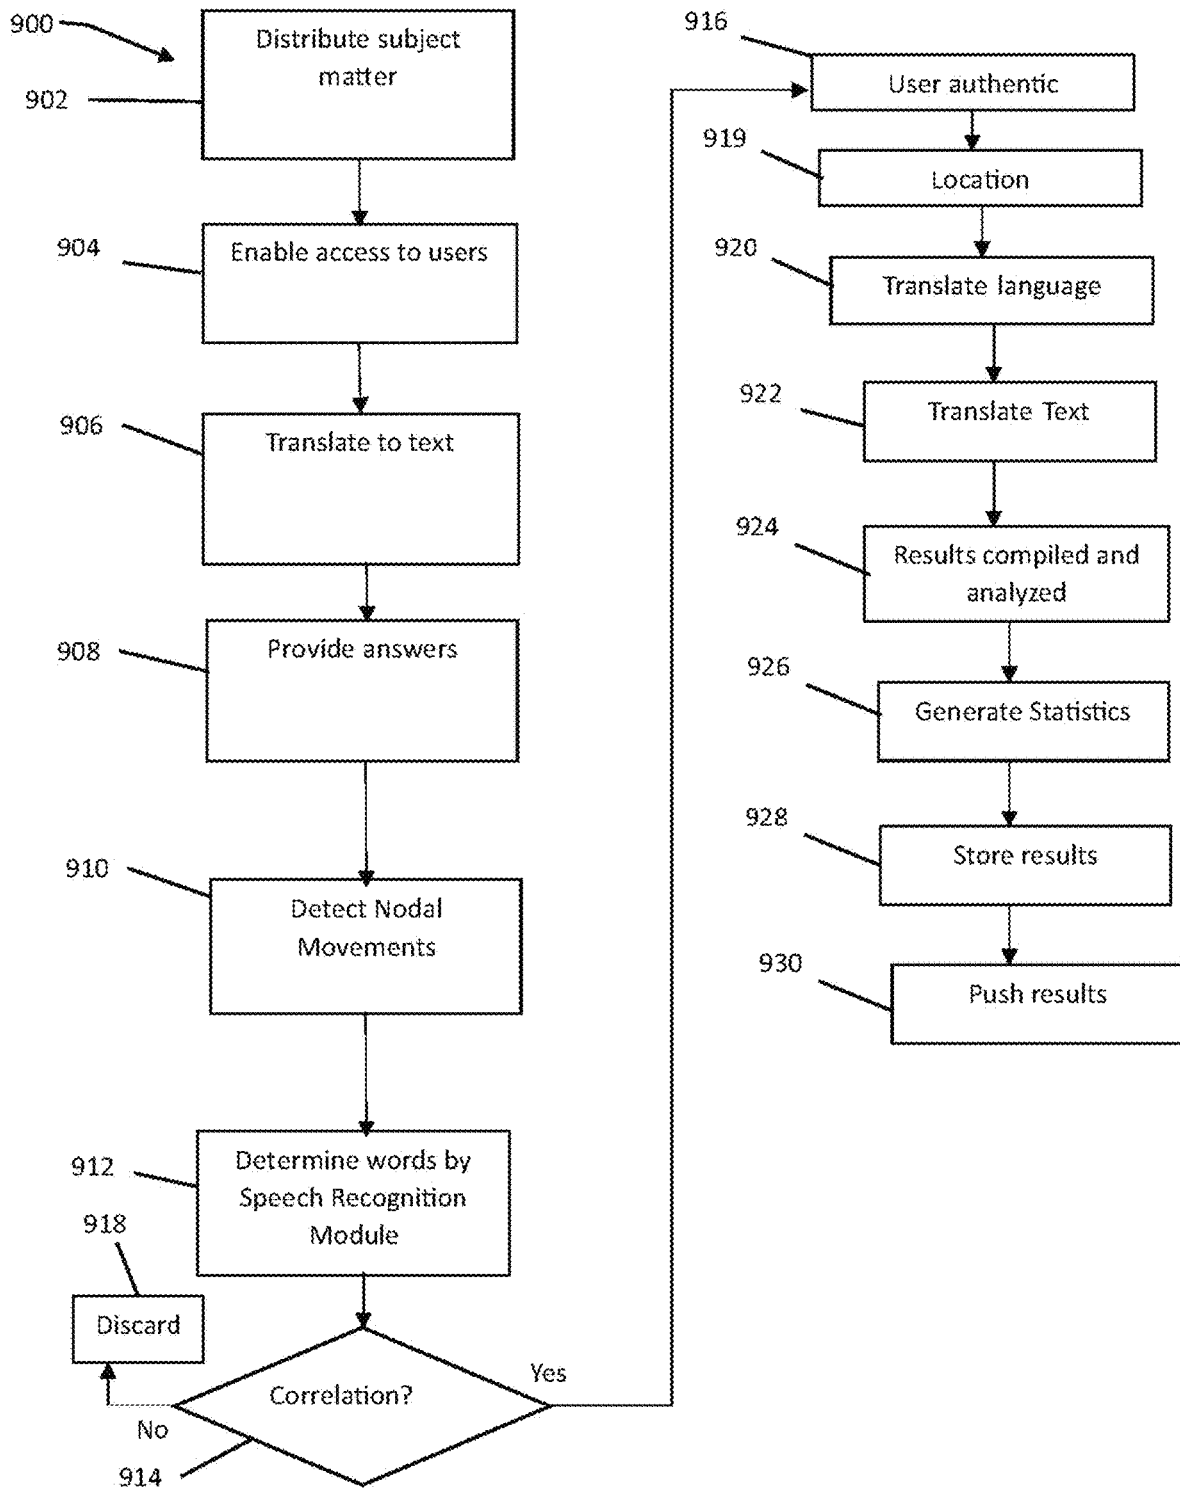 900
Distribute subject
matter
902
904
Enable access to users
906
Translate to text
908
Provide answers
910
Detect Nodal
Movements
912
Determine words by
Speech Recognition
Module
918
Discard
Correlation?
Yes
No
914
916
User authentic
919
Location
920
Translate language
922
Translate Text
924
Results compiled and
analyzed
926
Generate Statistics
928
Store results
930
Push results